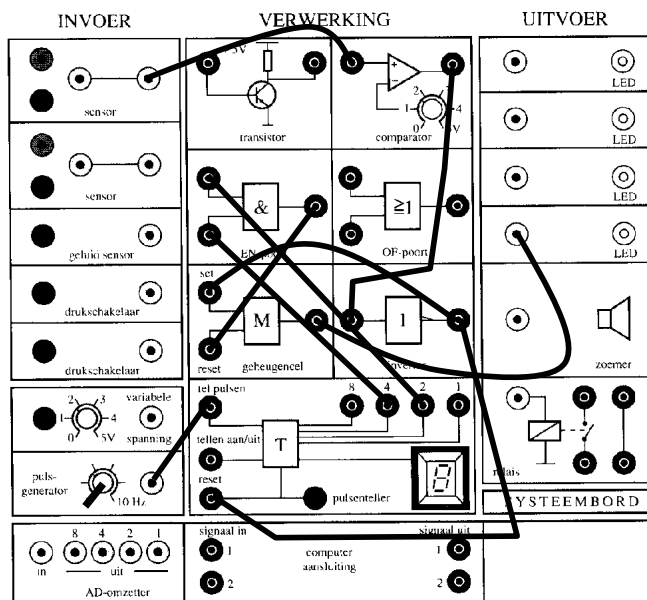 INVOER
VERWERKING
UITVOER
sensor
5V
transistor
+
−
2
3
1
4
0
5V
comparator
LED
LED
sensor
&
EN-poort
≧1
OF-poort
LED
geluidsensor
LED
drukschakelaar
set
M
reset
geheugencel
1
invertor
zoemer
drukschakelaar
2
3
1
4
0
5V
variabele
spanning
tel pulsen
8
4
2
1
tellen aan/uit
T
reset
pulsenteller
8
relais
puls-
generator
10 Hz
SYSTEEMBORD
8
4
2
1
in
uit
AD-omzetter
signaal in
1
2
computer
aansluiting
signaal uit
1
2